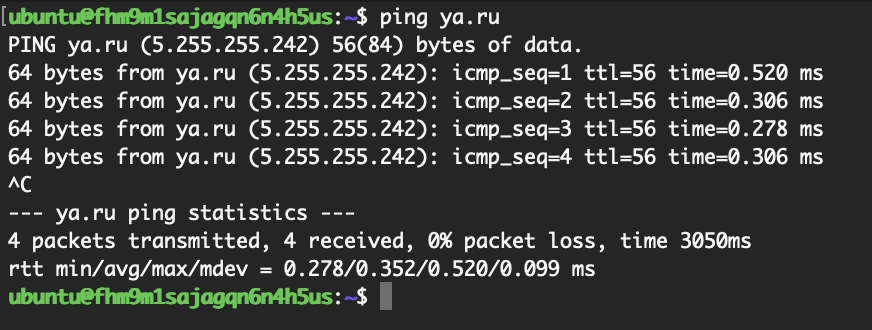 ubuntu@fhm9m1sajagqn6n4h5us:~$ ping ya.ru
PING ya.ru (5.255.255.242) 56(84) bytes of data.
64 bytes from ya.ru (5.255.255.242): icmp_seq=1 ttl=56 time=0.520 ms
64 bytes from ya.ru (5.255.255.242): icmp_seq=2 ttl=56 time=0.306 ms
64 bytes from ya.ru (5.255.255.242): icmp_seq=3 ttl=56 time=0.278 ms
64 bytes from ya.ru (5.255.255.242): icmp_seq=4 ttl=56 time=0.306 ms
^C
--- ya.ru ping statistics ---
4 packets transmitted, 4 received, 0% packet loss, time 3050ms
rtt min/avg/max/mdev = 0.278/0.352/0.520/0.099 ms
ubuntu@fhm9m1sajagqn6n4h5us:~$